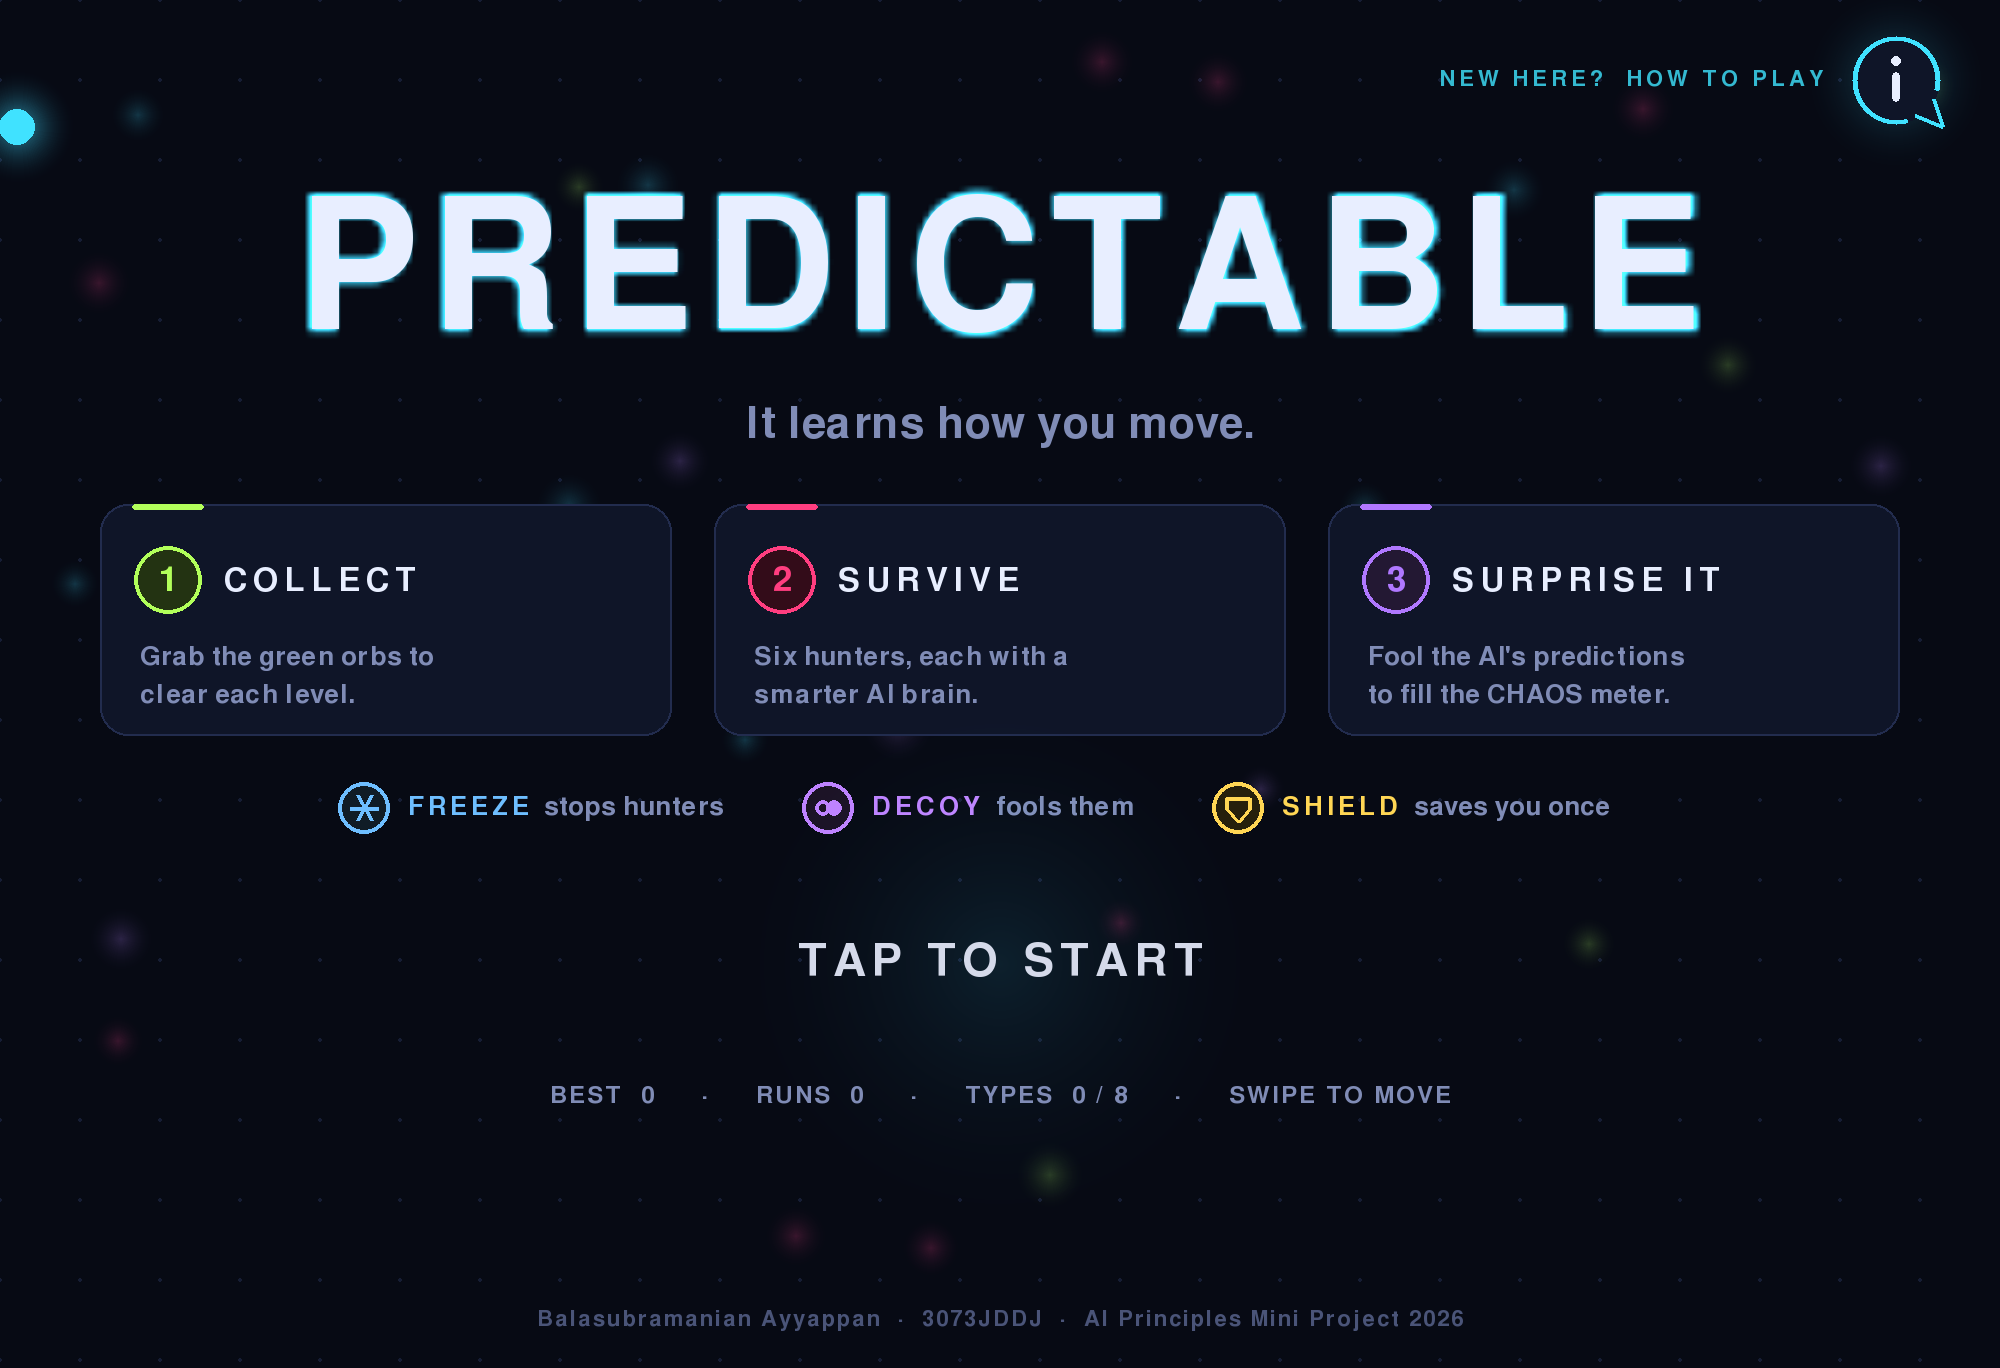 NEW HERE? HOW TO PLAY i
PREDICTABLE
It learns how you move.
1 COLLECT
Grab the green orbs to
clear each level.
2 SURVIVE
Six hunters, each with a
smarter AI brain.
3 SURPRISE IT
Fool the AI's predictions
to fill the CHAOS meter.
FREEZE stops hunters
DECOY fools them
SHIELD saves you once
TAP TO START
BEST 0 · RUNS 0 · TYPES 0 / 8 · SWIPE TO MOVE
Balasubramanian Ayyappan · 3073JDDJ · AI Principles Mini Project 2026